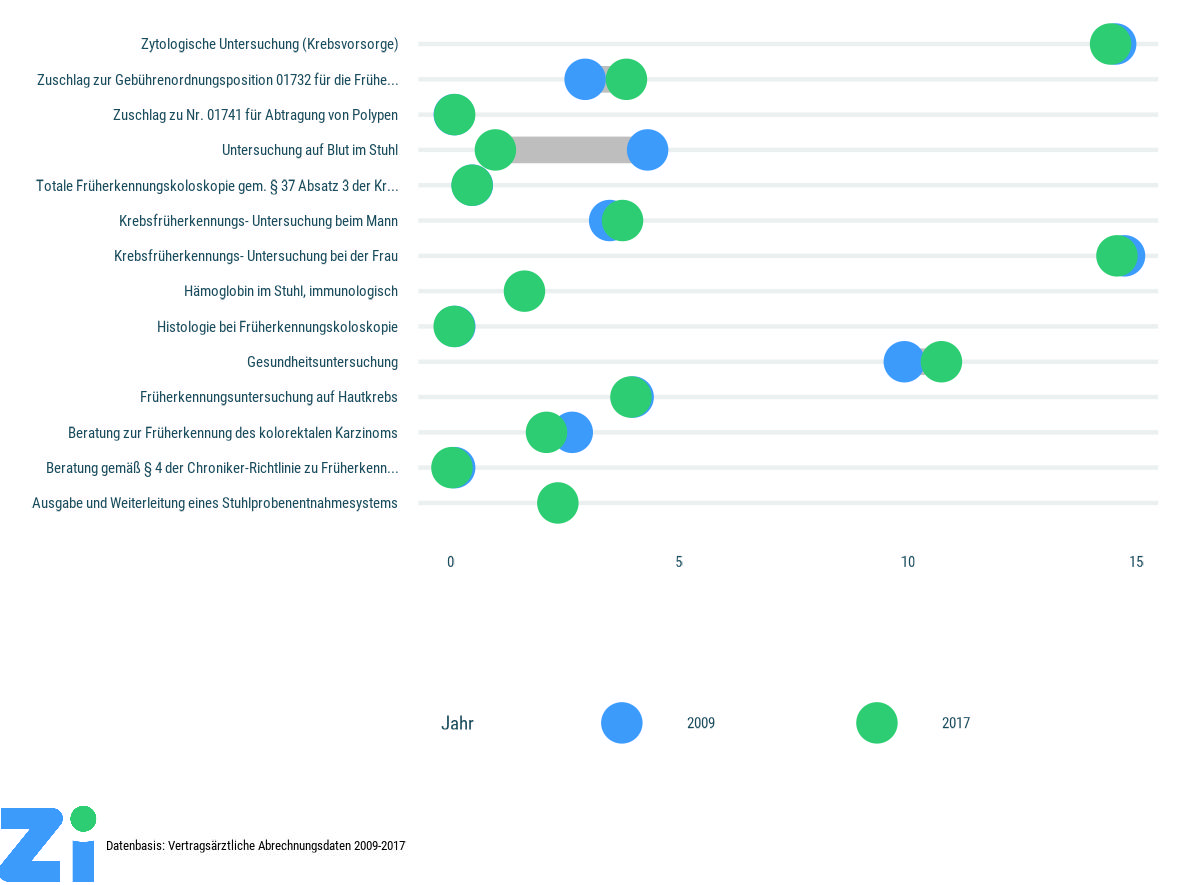 Zytologische Untersuchung (Krebsvorsorge)
Zuschlag zur Gebührenordnungsposition 01732 für die Frühe...
Zuschlag zu Nr. 01741 für Abtragung von Polypen
Untersuchung auf Blut im Stuhl
Totale Früherkennungskoloskopie gem. § 37 Absatz 3 der Kr...
Krebsfrüherkennungs- Untersuchung beim Mann
Krebsfrüherkennungs- Untersuchung bei der Frau
Hämoglobin im Stuhl, immunologisch
Histologie bei Früherkennungskoloskopie
Gesundheitsuntersuchung
Früherkennungsuntersuchung auf Hautkrebs
Beratung zur Früherkennung des kolorektalen Karzinoms
Beratung gemäß § 4 der Chroniker-Richtlinie zu Früherkenn...
Ausgabe und Weiterleitung eines Stuhlprobenentnahmesystems
0 5 10 15
Jahr 2009 2017
Zi Datenbasis: Vertragsärztliche Abrechnungsdaten 2009-2017